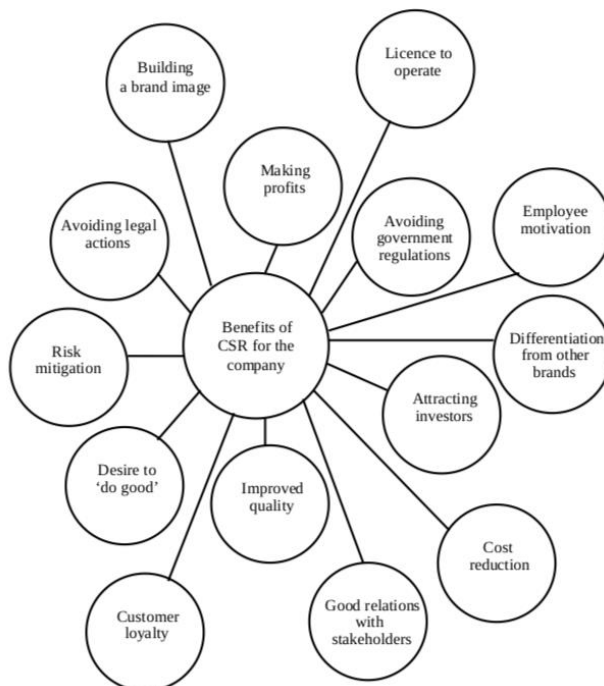 Building
a brand image
Licence to
operate
Making
profits
Avoiding legal
actions
Avoiding
government
regulations
Employee
motivation
Benefits of
CSR for the
company
Risk
mitigation
Differentiation
from other
brands
Attracting
investors
Desire to
‘do good’
Improved
quality
Cost
reduction
Customer
loyalty
Good relations
with
stakeholders